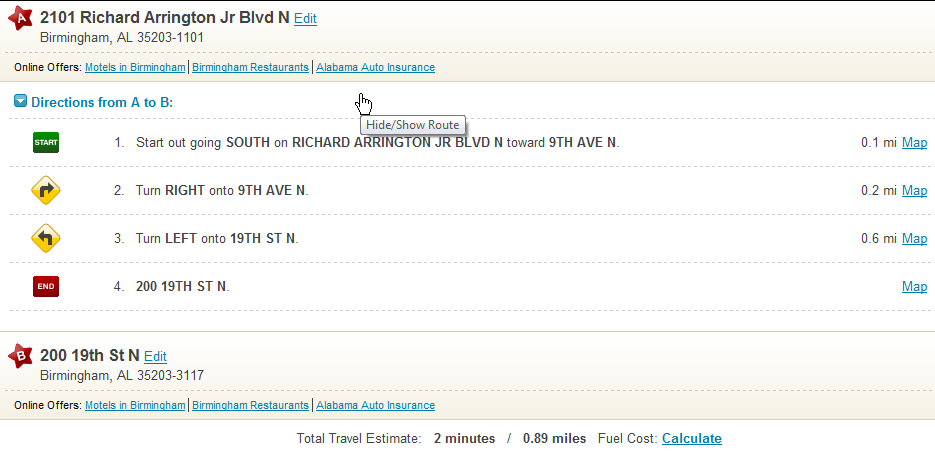 A 2101 Richard Arrington Jr Blvd N Edit
Birmingham, AL 35203-1101
Online Offers: Motels in Birmingham | Birmingham Restaurants | Alabama Auto Insurance
Directions from A to B:
Hide/Show Route
START 1. Start out going SOUTH on RICHARD ARRINGTON JR BLVD N toward 9TH AVE N. 0.1 mi Map
2. Turn RIGHT onto 9TH AVE N. 0.2 mi Map
3. Turn LEFT onto 19TH ST N. 0.6 mi Map
END 4. 200 19TH ST N. Map
B 200 19th St N Edit
Birmingham, AL 35203-3117
Online Offers: Motels in Birmingham | Birmingham Restaurants | Alabama Auto Insurance
Total Travel Estimate: 2 minutes / 0.89 miles Fuel Cost: Calculate